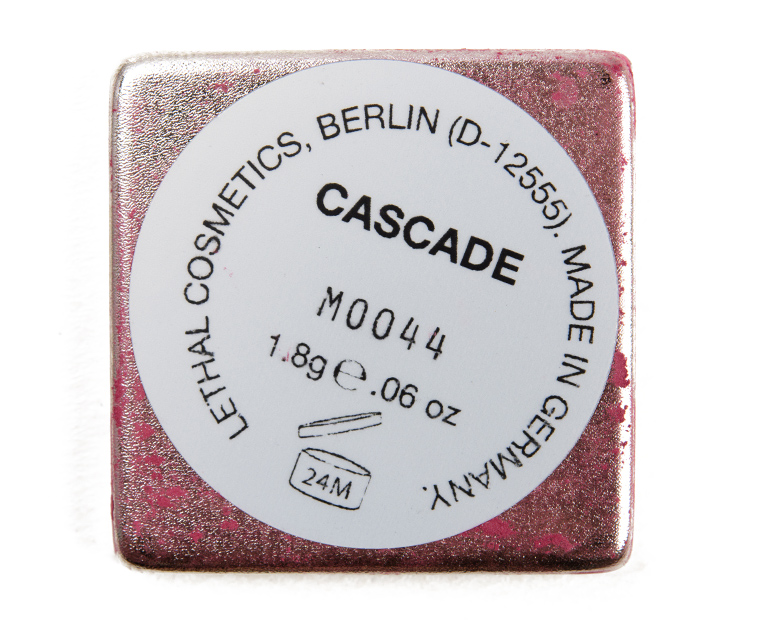 LETHAL COSMETICS, BERLIN (D-12555). MADE IN GERMANY.
CASCADE
M0044
1.8g ℮ .06 oz
24M